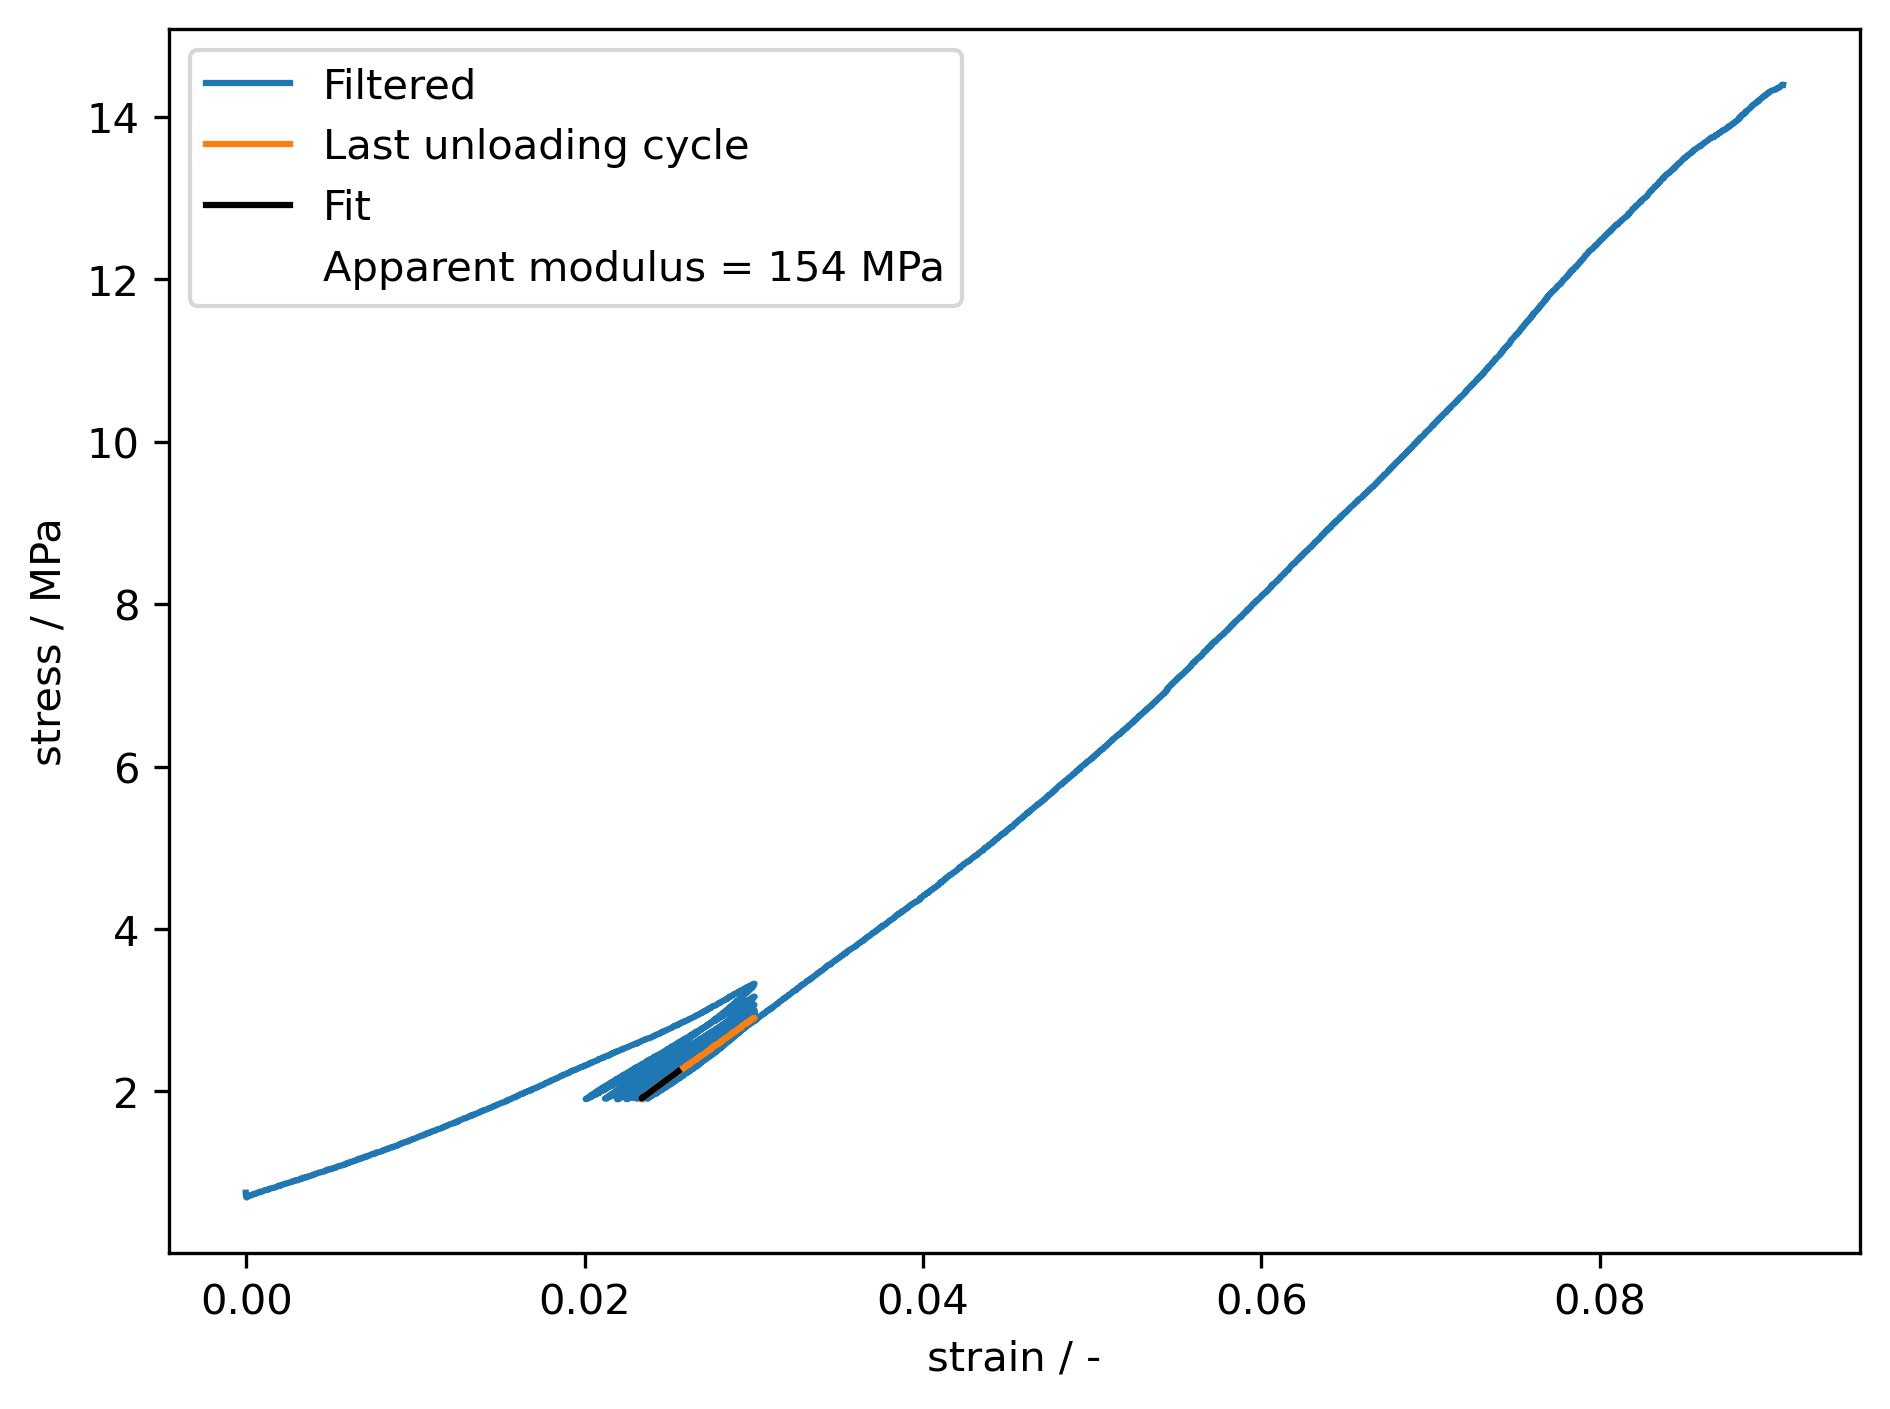 Filtered
Last unloading cycle
Fit
Apparent modulus = 154 MPa
14
12
10
8
6
4
2
stress / MPa
0.00 0.02 0.04 0.06 0.08
strain / -